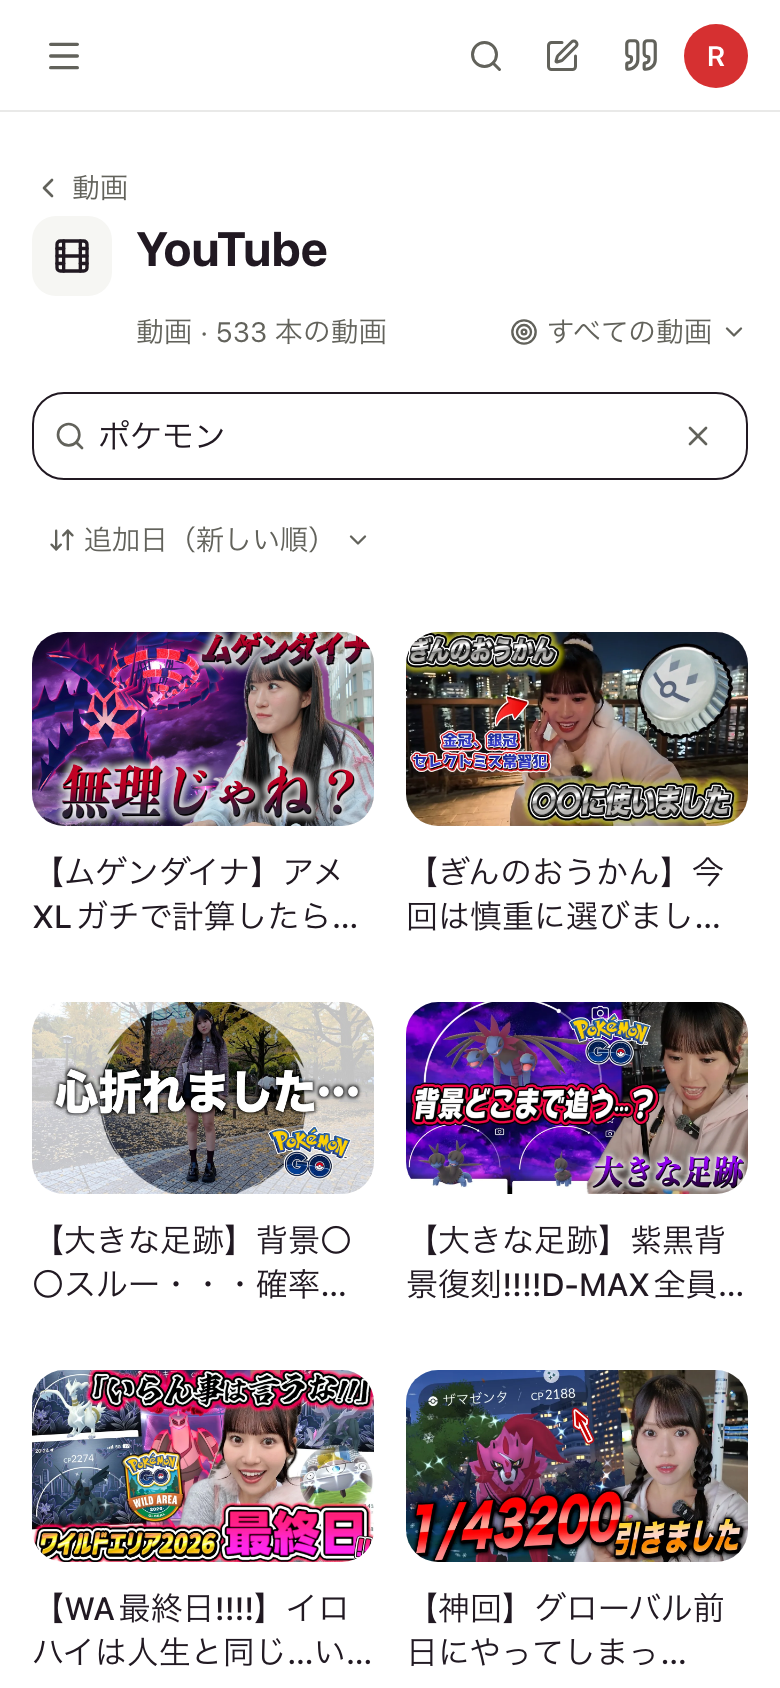 R
動画
YouTube
動画 · 533 本の動画
すべての動画
ポケモン
追加日（新しい順）
ムゲンダイナ
無理じゃね？
ぎんのおうかん
金冠、銀冠
セレクトミス常習犯
〇〇に使いました
【ムゲンダイナ】アメ
XLガチで計算したら...
【ぎんのおうかん】今
回は慎重に選びまし...
心折れました…
Pokémon
GO
Pokémon
GO
背景どこまで追う…？
大きな足跡
【大きな足跡】背景〇
〇スルー・・・確率...
【大きな足跡】紫黒背
景復刻!!!!D-MAX全員...
「いらん事は言うな!!」
CP2274
Pokémon
GO
WILD AREA
ワイルドエリア2026
最終日!!
ザマゼンタ / CP2188
1/43200
引きました
【WA最終日!!!!】イロ
ハイは人生と同じ...い...
【神回】グローバル前
日にやってしまっ...